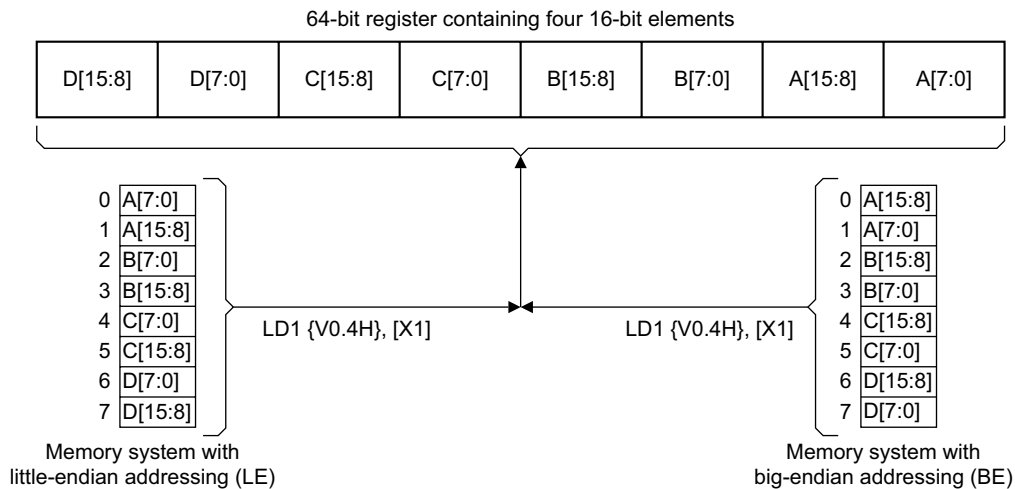 64-bit register containing four 16-bit elements
D[15:8] D[7:0] C[15:8] C[7:0] B[15:8] B[7:0] A[15:8] A[7:0]
0 A[7:0]
1 A[15:8]
2 B[7:0]
3 B[15:8]
4 C[7:0]
5 C[15:8]
6 D[7:0]
7 D[15:8]
Memory system with
little-endian addressing (LE)
LD1 {V0.4H}, [X1]
LD1 {V0.4H}, [X1]
0 A[15:8]
1 A[7:0]
2 B[15:8]
3 B[7:0]
4 C[15:8]
5 C[7:0]
6 D[15:8]
7 D[7:0]
Memory system with
big-endian addressing (BE)